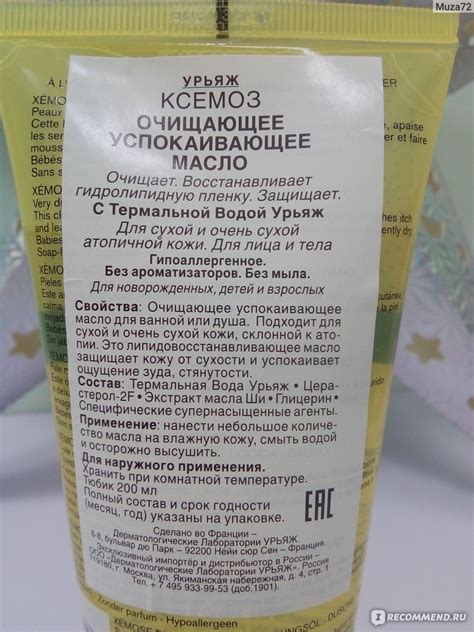 Muza72
УРЬЯЖ
КСЕМОЗ
ОЧИЩАЮЩЕЕ
УСПОКАИВАЮЩЕЕ
МАСЛО
Очищает. Восстанавливает
гидролипидную пленку. Защищает.
С Термальной Водой Урьяж
Для сухой и очень сухой
атопичной кожи. Для лица и тела
Гипоаллергенное.
Без ароматизаторов. Без мыла.
Для новорожденных, детей и взрослых
Свойства: Очищающее успокаивающее
масло для ванной или душа. Подходит для
сухой и очень сухой кожи, склонной к ато-
пии. Это липидовосстанавливающее масло
защищает кожу от сухости и успокаивает
ощущение зуда, стянутости.
Состав: Термальная Вода Урьяж • Цера-
стерол-2F • Экстракт масла Ши • Глицерин •
Специфические супернасыщенные агенты.
Применение: нанести небольшое количе-
ство масла на влажную кожу, смыть водой
и осторожно высушить.
Для наружного применения.
Хранить при комнатной температуре.
Тюбик 200 мл
Полный состав и срок годности
(месяц, год) указаны на упаковке.
EAC
Сделано во Франции –
Дерматологические Лаборатории УРЬЯЖ –
6-8, бульвар дю Парк – 92200 Нейи сюр Сен – Франция.
Эксклюзивный импортёр и дистрибутор в России –
ООО «Дерматологические Лаборатории УРЬЯЖ». Россия
119180, г. Москва, ул. Якиманская набережная, д. 4, стр. 1
Тел. + 7 495 933-99-53 (доб.1901).
Zonder parfum - Hypoallergeen
IRECOMMEND.RU